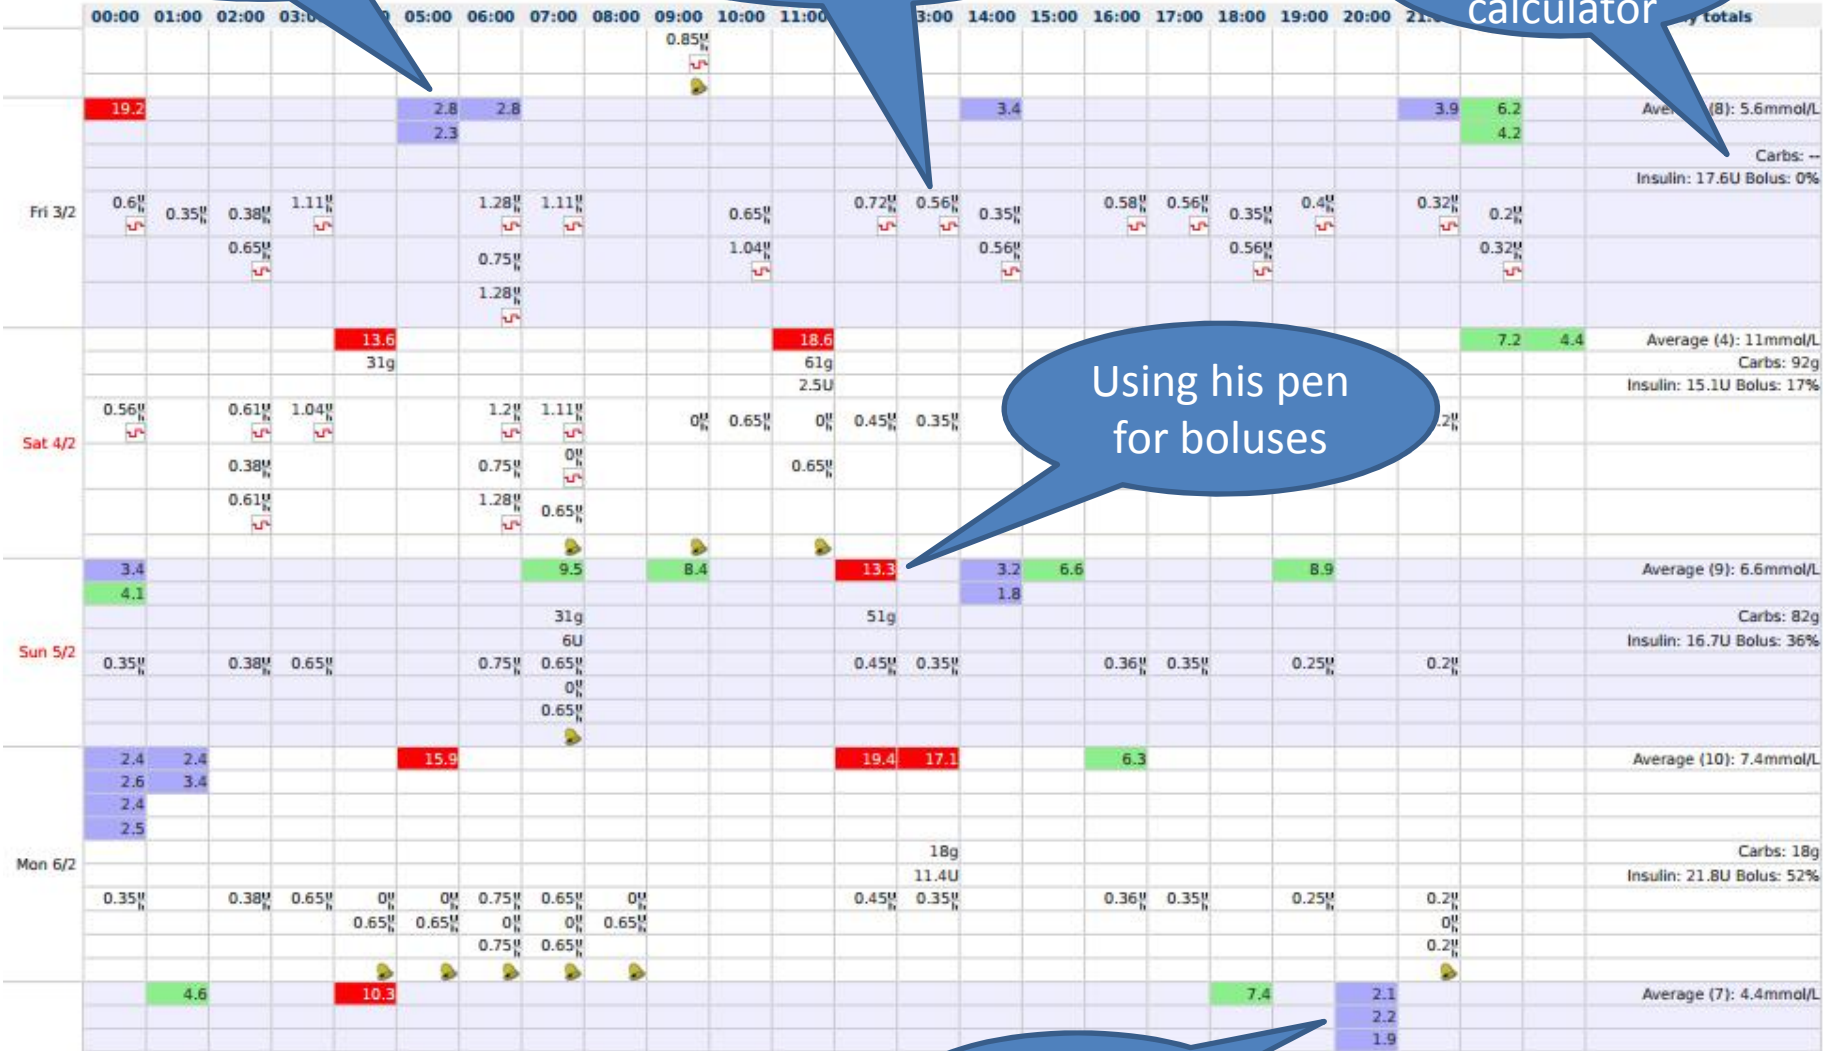 00:00 01:00 02:00 05:00 06:00 07:00 08:00 09:00 10:00 11:00 14:00 15:00 16:00 17:00 18:00 19:00 20:00 totals
calculator
0.85U/h
19.2 2.8 2.8 3.4 3.9 6.2 (8): 5.6mmol/L
2.3 4.2
Carbs: --
Insulin: 17.6U Bolus: 0%
Fri 3/2 0.6U/h 0.35U/h 0.38U/h 1.11U/h 1.28U/h 1.11U/h 0.65U/h 0.72U/h 0.56U/h 0.35U/h 0.58U/h 0.56U/h 0.35U/h 0.4U/h 0.32U/h 0.2U/h
0.65U/h 0.75U/h 1.04U/h 0.56U/h 0.56U/h 0.32U/h
1.28U/h
13.6 18.6 7.2 4.4 Average (4): 11mmol/L
31g 61g Carbs: 92g
2.5U Insulin: 15.1U Bolus: 17%
Using his pen
for boluses
Sat 4/2 0.56U/h 0.61U/h 1.04U/h 1.2U/h 1.11U/h 0U/h 0.65U/h 0U/h 0.45U/h 0.35U/h
0.38U/h 0.75U/h 0U/h 0.65U/h
0.61U/h 1.28U/h 0.65U/h
3.4 9.5 8.4 13.3 3.2 6.6 8.9 Average (9): 6.6mmol/L
4.1 1.8
31g 51g Carbs: 82g
6U Insulin: 16.7U Bolus: 36%
Sun 5/2 0.35U/h 0.38U/h 0.65U/h 0.75U/h 0.65U/h 0.45U/h 0.35U/h 0.36U/h 0.35U/h 0.25U/h 0.2U/h
0U/h
0.65U/h
2.4 2.4 15.9 19.4 17.1 6.3 Average (10): 7.4mmol/L
2.6 3.4
2.4
2.5
Mon 6/2 18g Carbs: 18g
11.4U Insulin: 21.8U Bolus: 52%
0.35U/h 0.38U/h 0.65U/h 0U/h 0U/h 0.75U/h 0.65U/h 0U/h 0.45U/h 0.35U/h 0.36U/h 0.35U/h 0.25U/h 0.2U/h
0.65U/h 0.65U/h 0U/h 0U/h 0.65U/h 0U/h
0.75U/h 0.65U/h 0.2U/h
4.6 10.3 7.4 2.1 Average (7): 4.4mmol/L
2.2
1.9